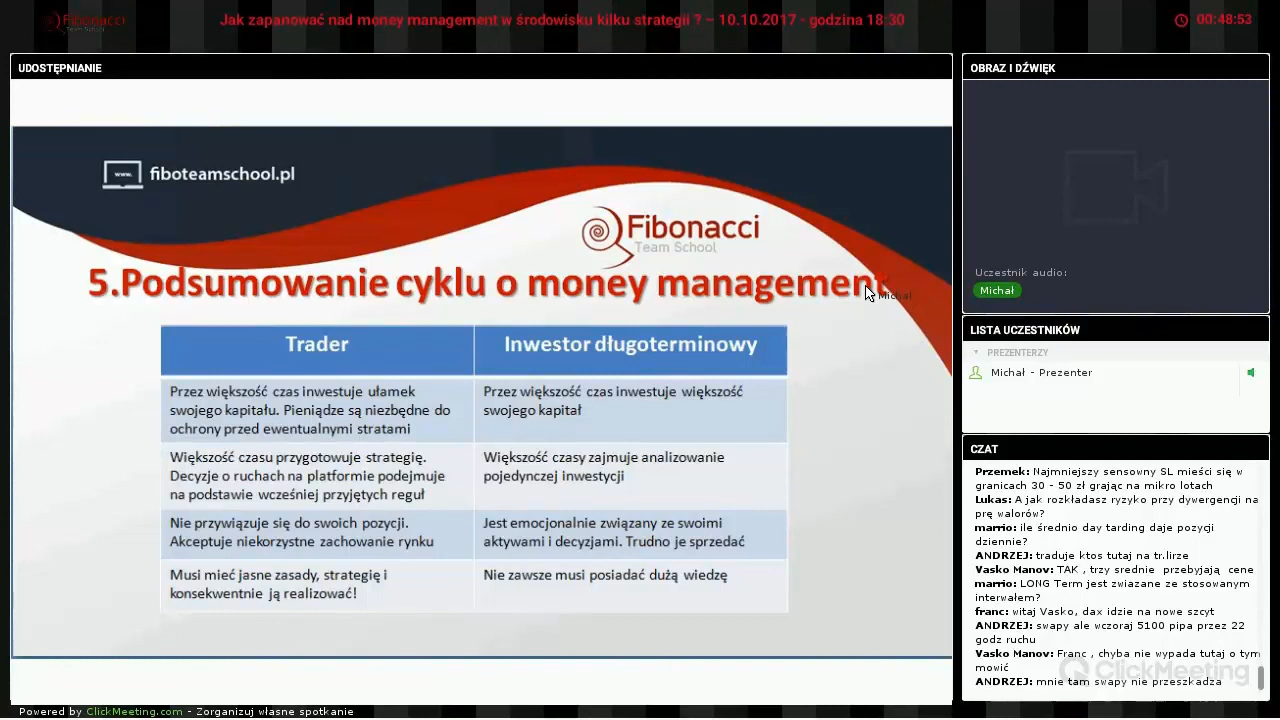 Fibonacci
Team School
Jak zapanować nad money management w środowisku kilku strategii ? – 10.10.2017 - godzina 18:30
00:48:53
UDOSTĘPNIANIE
www.
fiboteamschool.pl
Fibonacci
Team School
5.Podsumowanie cyklu o money management
Michał
Trader
Inwestor długoterminowy
Przez większość czas inwestuje ułamek
swojego kapitału. Pieniądze są niezbędne do
ochrony przed ewentualnymi stratami
Przez większość czas inwestuje większość
swojego kapitał
Większość czasu przygotowuje strategię.
Decyzje o ruchach na platformie podejmuje
na podstawie wcześniej przyjętych reguł
Większość czasy zajmuje analizowanie
pojedynczej inwestycji
Nie przywiązuje się do swoich pozycji.
Akceptuje niekorzystne zachowanie rynku
Jest emocjonalnie związany ze swoimi
aktywami i decyzjami. Trudno je sprzedać
Musi mieć jasne zasady, strategię i
konsekwentnie ją realizować!
Nie zawsze musi posiadać dużą wiedzę
OBRAZ I DŹWIĘK
Uczestnik audio:
Michał
LISTA UCZESTNIKÓW
PREZENTERZY
Michał - Prezenter
CZAT
Przemek: Najmniejszy sensowny SL mieści się w
granicach 30 - 50 zł grając na mikro lotach
Lukas: A jak rozkładasz ryzyko przy dywergencji na
prę walorów?
marrio: ile średnio day tarding daje pozycji
dziennie?
ANDRZEJ: traduje ktos tutaj na tr.lirze
Vasko Manov: TAK , trzy srednie przebyjają cene
marrio: LONG Term jest zwiazane ze stosowanym
interwałem?
franc: witaj Vasko, dax idzie na nowe szcyt
ANDRZEJ: swapy ale wczoraj 5100 pipa przez 22
godz ruchu
Vasko Manov: Franc , chyba nie wypada tutaj o tym
mowić
ANDRZEJ: mnie tam swapy nie przeszkadza
ClickMeeting
Powered by ClickMeeting.com - Zorganizuj własne spotkanie